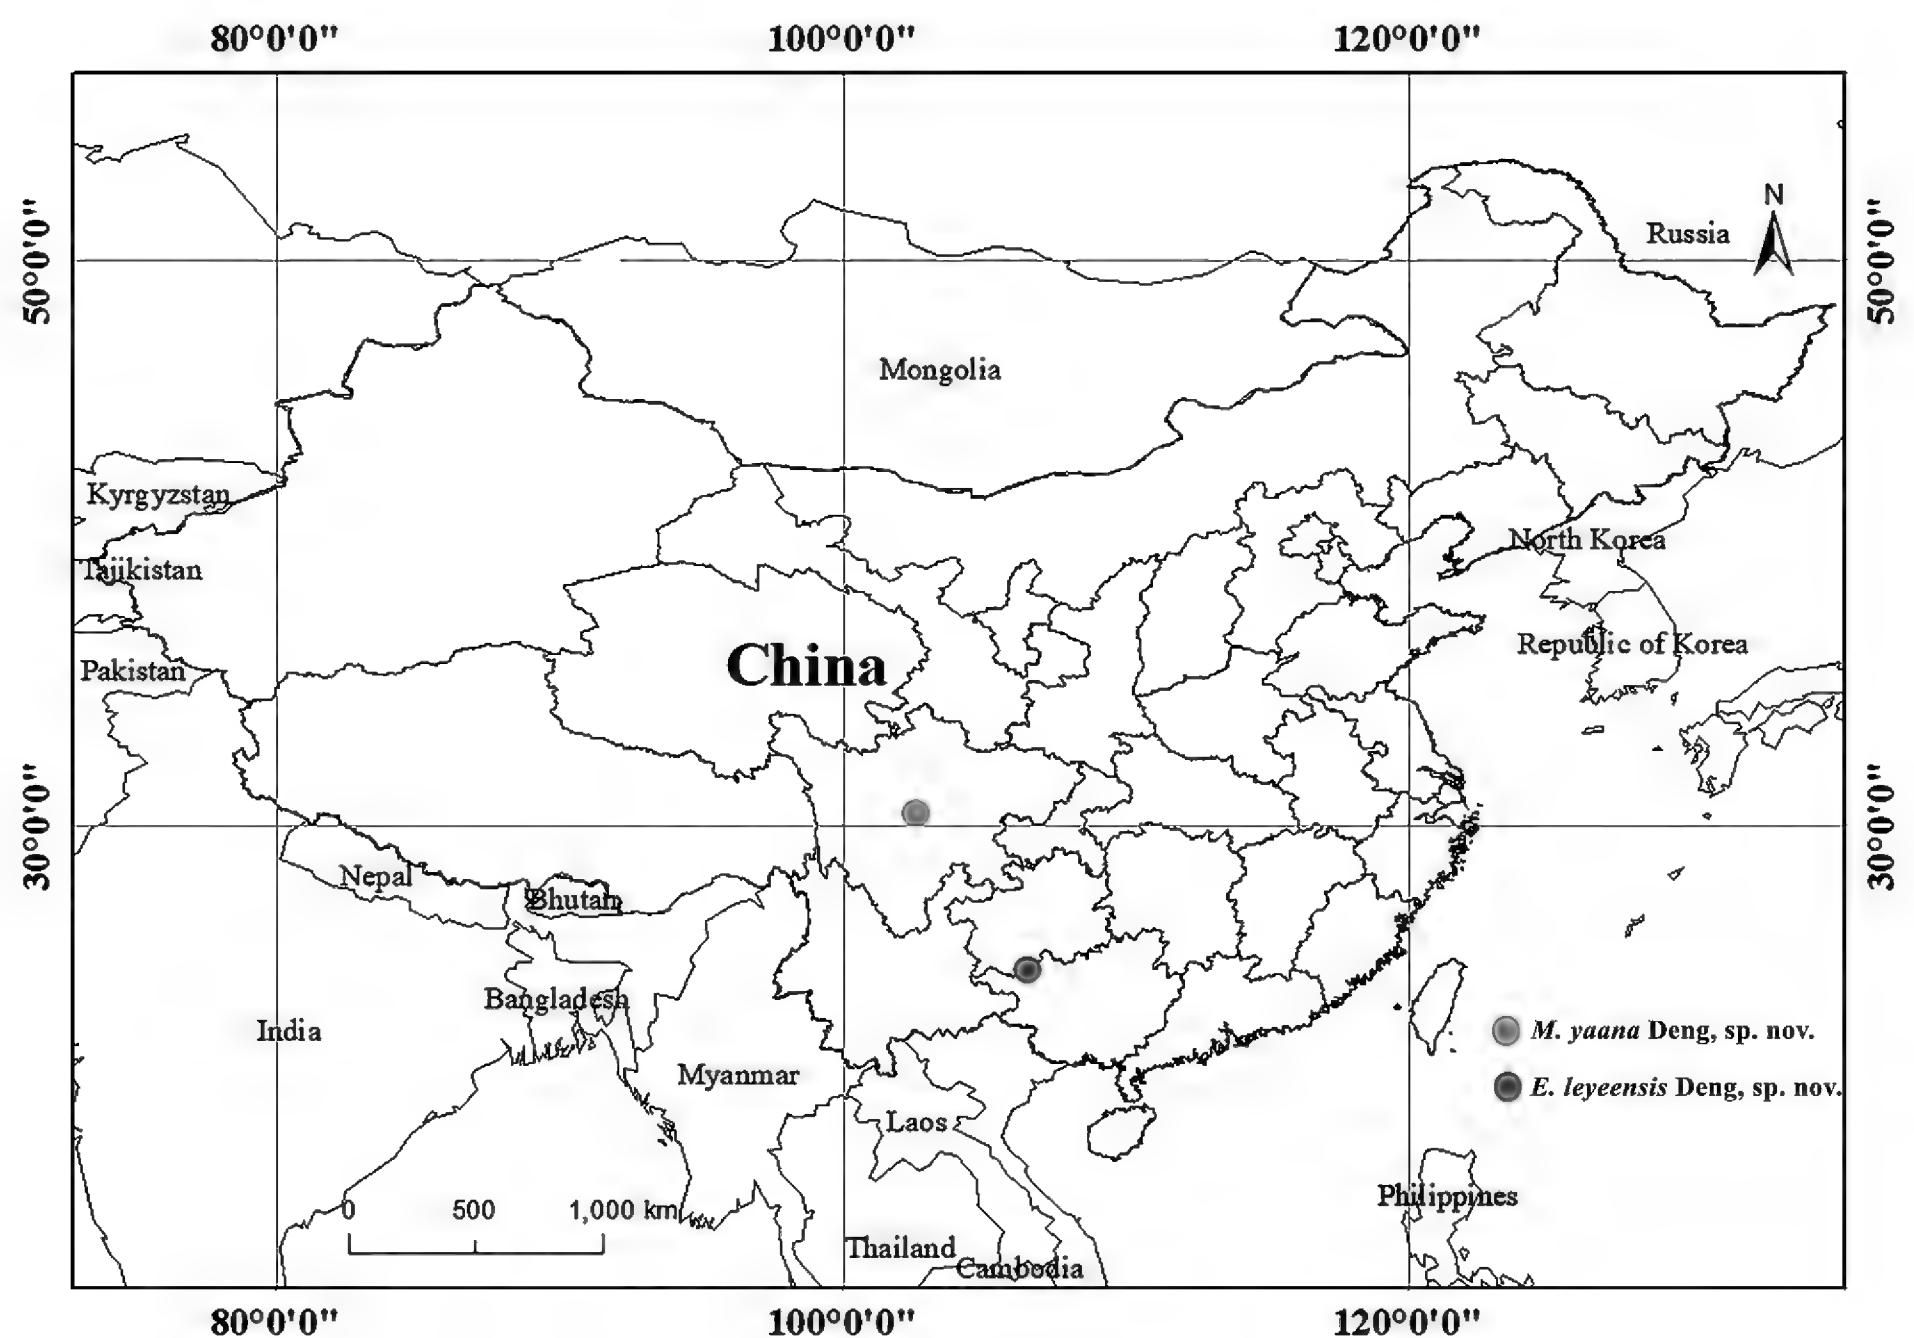 80°0'0" 100°0'0" 120°0'0"
N
50°0'0" Russia 50°0'0"
Mongolia
Kyrgyzstan
North Korea
Tajikistan
Republic of Korea
China
Pakistan
30°0'0" 30°0'0"
Nepal
Bhutan
Bangladesh
India
M. yaana Deng, sp. nov.
Myanmar
E. leyeensis Deng, sp. nov.
Laos
Philippines
0 500 1,000 km
Thailand
Cambodia
80°0'0" 100°0'0" 120°0'0"